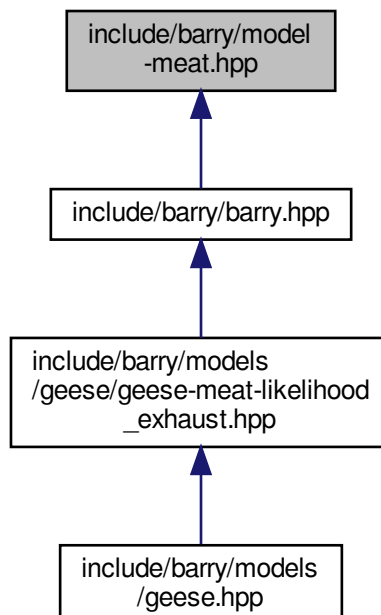 include/barry/model
-meat.hpp
include/barry/barry.hpp
include/barry/models
/geese/geese-meat-likelihood
_exhaust.hpp
include/barry/models
/geese.hpp